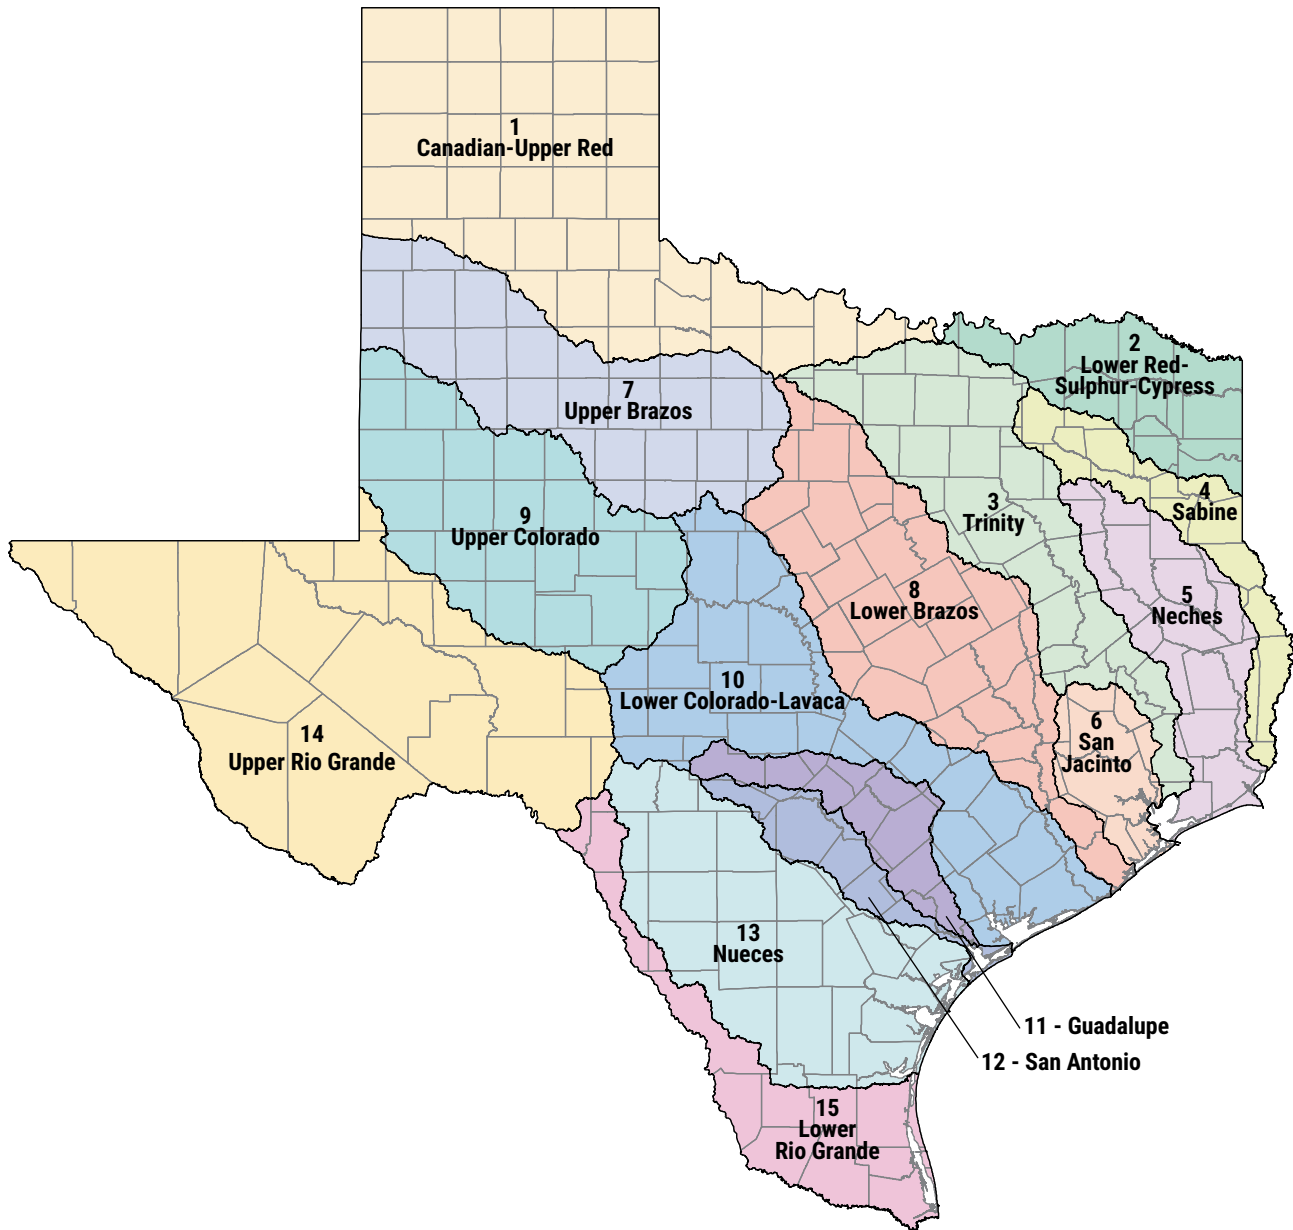 1
Canadian-Upper Red
2
Lower Red-
Sulphur-Cypress
7
Upper Brazos
3
Trinity
4
Sabine
9
Upper Colorado
8
Lower Brazos
5
Neches
10
Lower Colorado-Lavaca
6
San
Jacinto
14
Upper Rio Grande
13
Nueces
11 - Guadalupe
12 - San Antonio
15
Lower
Rio Grande